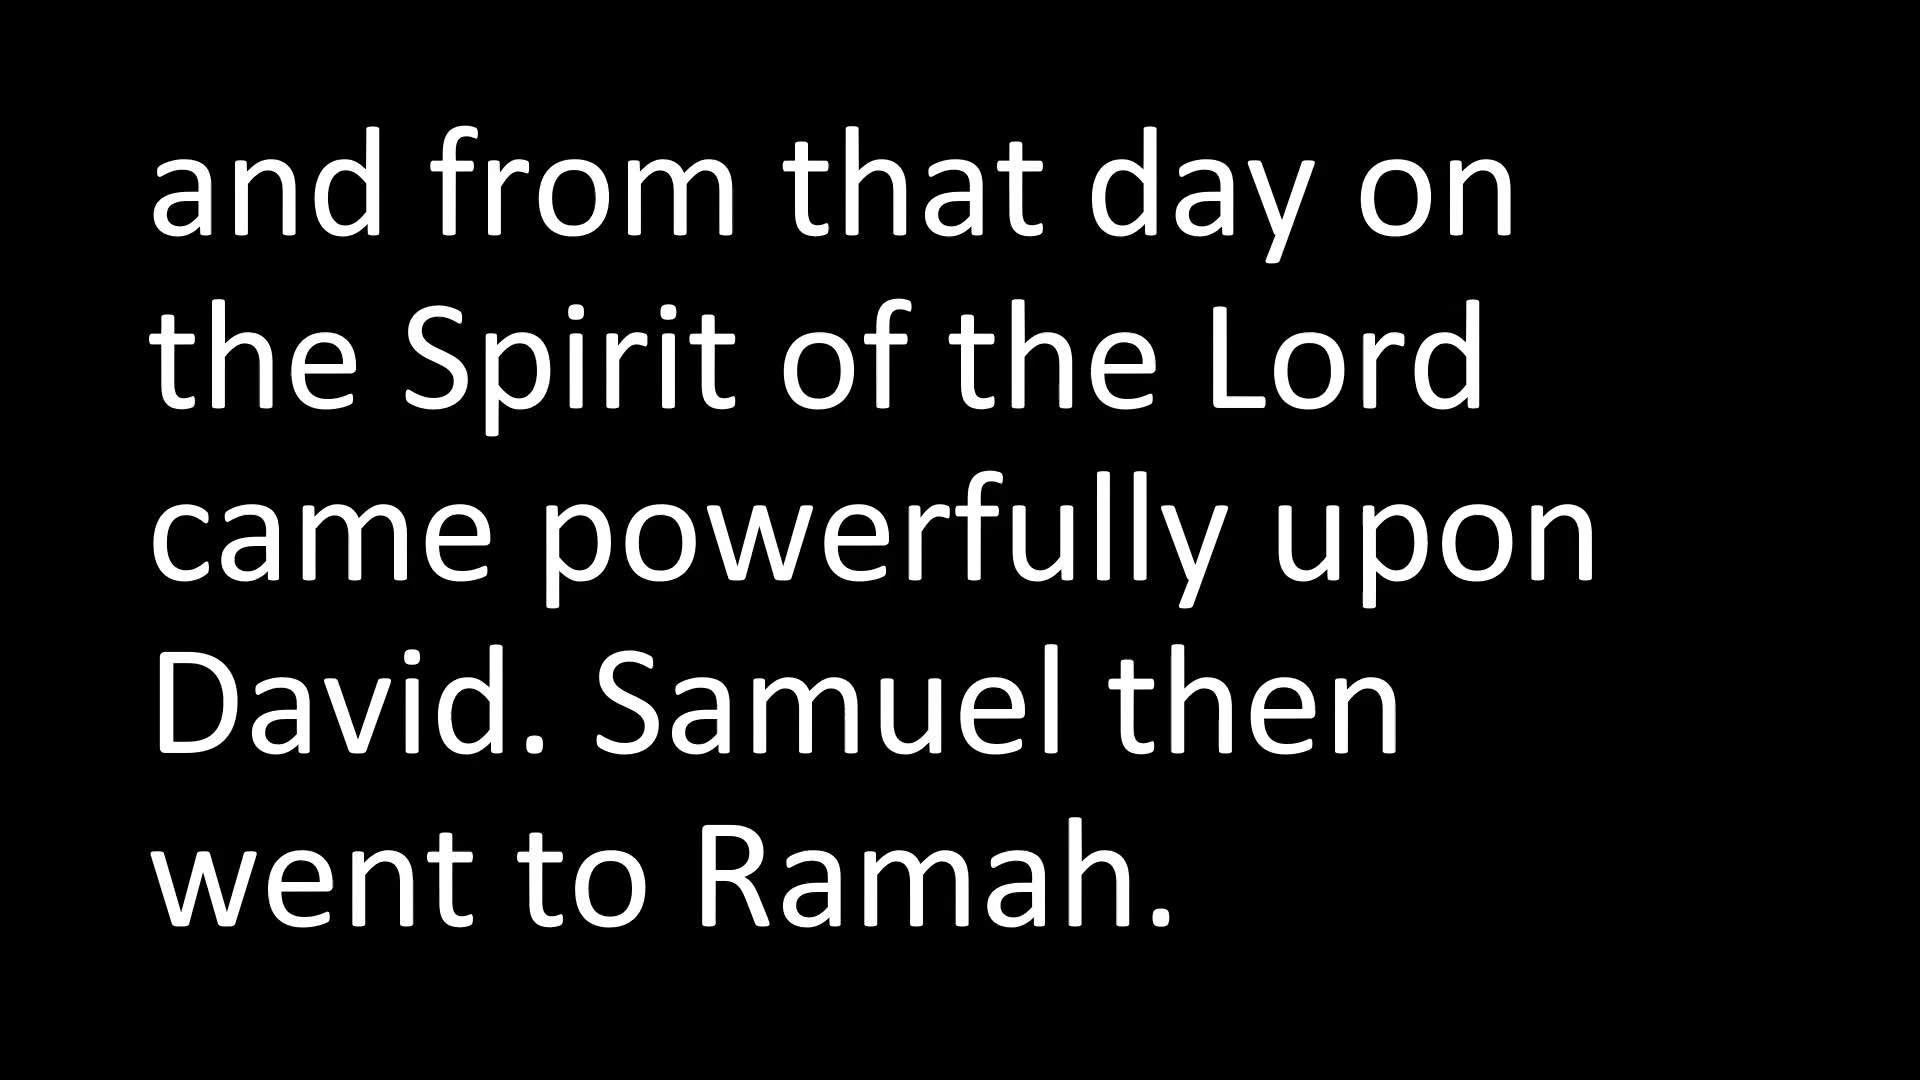 and from that day on
the Spirit of the Lord
came powerfully upon
David. Samuel then
went to Ramah.